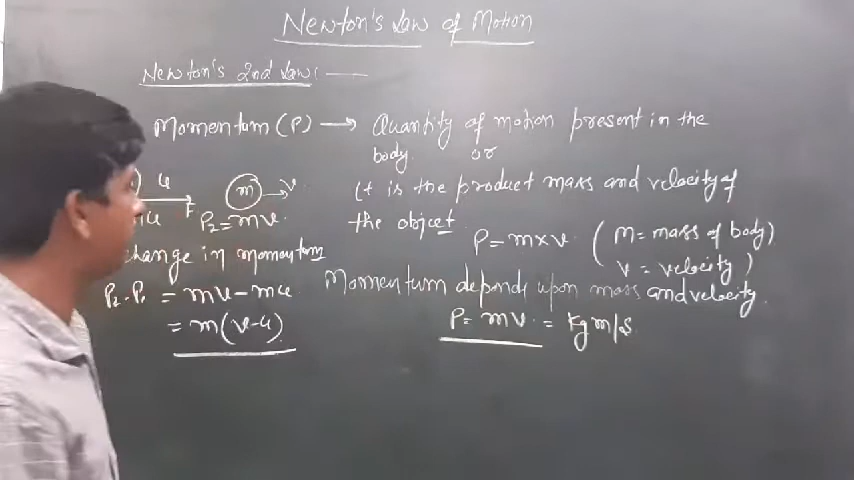 Newton's Law of Motion
Newton's 2nd Law:
Momentum (P) → Quantity of motion present in the
body. or
It is the product mass and velocity of
the object
P = m×v (M = mass of body
v = velocity)
Momentum depends upon mass and velocity.
P = mv = kg m/s
u
m → v
F
P2 = mv
change in momentum
P2 - P1 = mv - mu
= m(v-u)